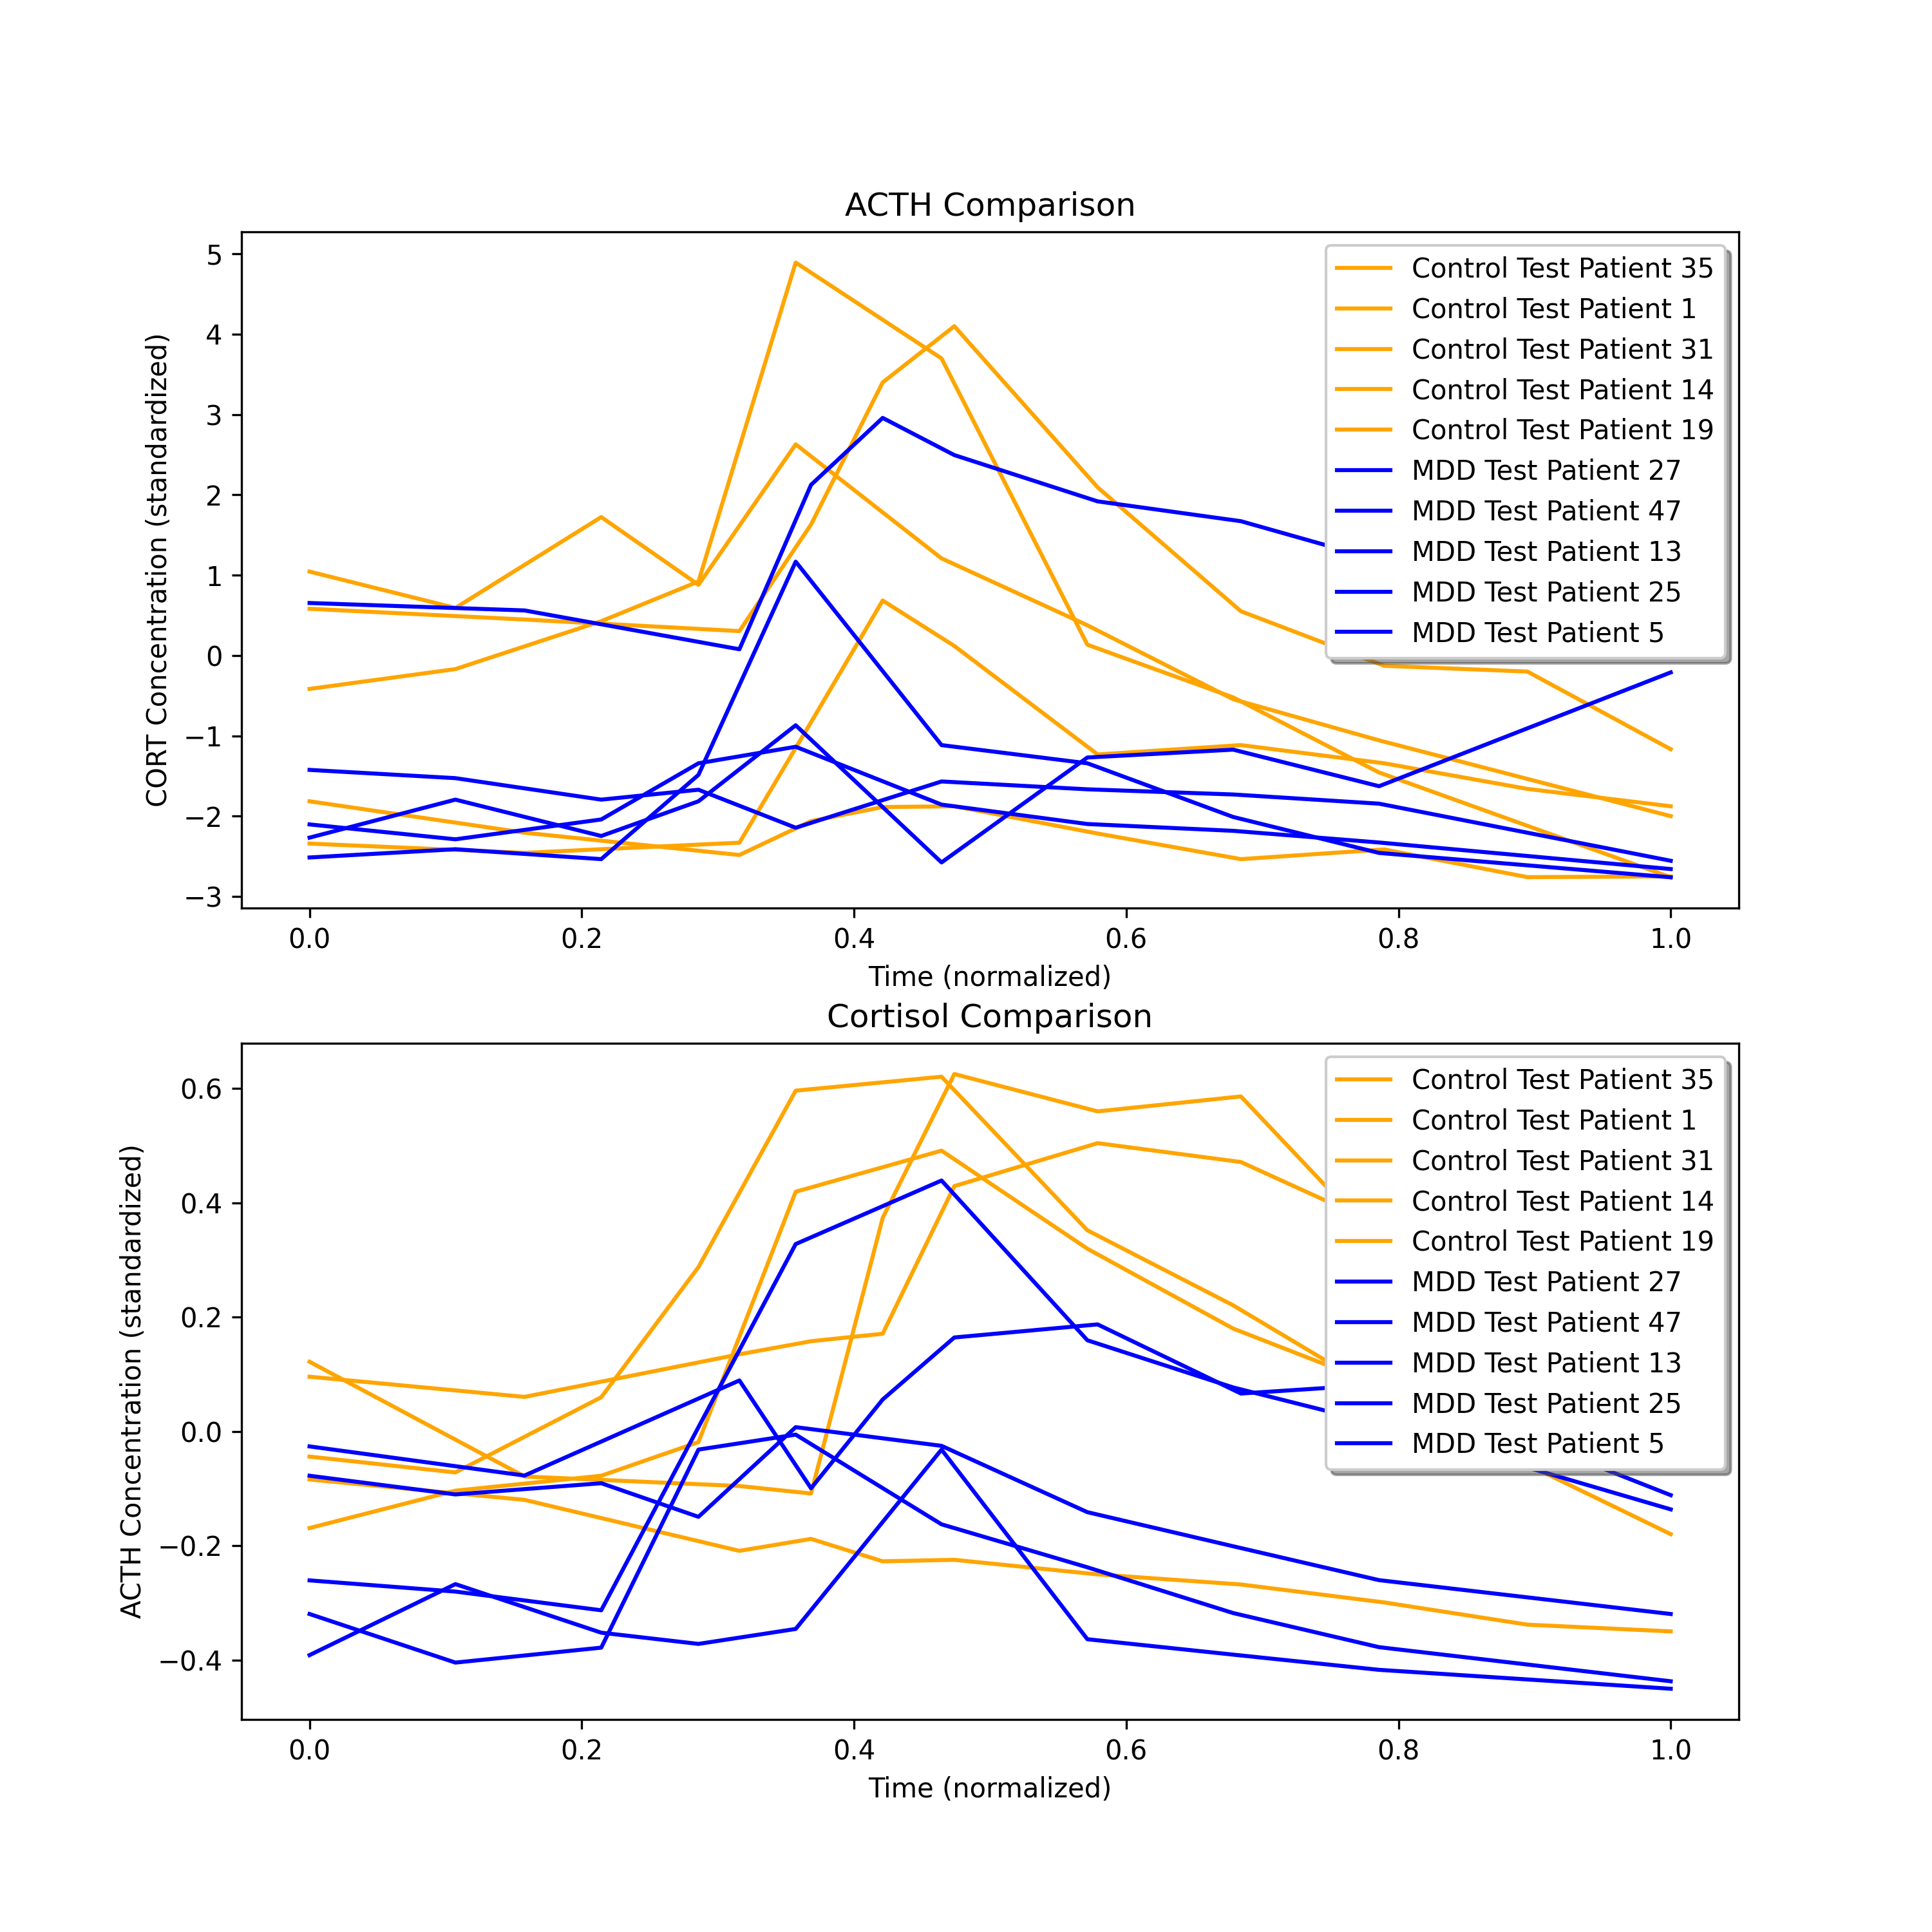 ACTH Comparison
CORT Concentration (standardized)
5
4
3
2
1
0
−1
−2
−3
Control Test Patient 35
Control Test Patient 1
Control Test Patient 31
Control Test Patient 14
Control Test Patient 19
MDD Test Patient 27
MDD Test Patient 47
MDD Test Patient 13
MDD Test Patient 25
MDD Test Patient 5
0.0 0.2 0.4 0.6 0.8 1.0
Time (normalized)
Cortisol Comparison
ACTH Concentration (standardized)
0.6
0.4
0.2
0.0
−0.2
−0.4
Control Test Patient 35
Control Test Patient 1
Control Test Patient 31
Control Test Patient 14
Control Test Patient 19
MDD Test Patient 27
MDD Test Patient 47
MDD Test Patient 13
MDD Test Patient 25
MDD Test Patient 5
0.0 0.2 0.4 0.6 0.8 1.0
Time (normalized)